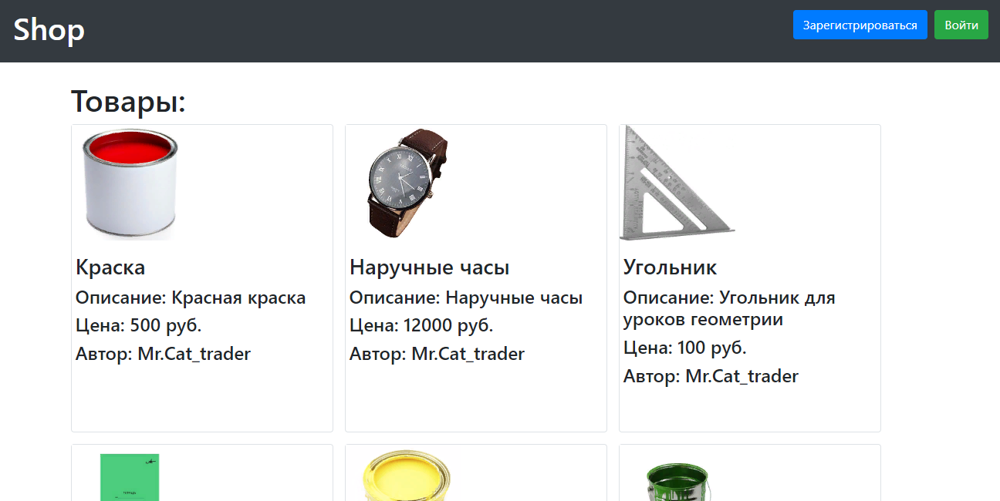 Shop
Зарегистрироваться
Войти
Товары:
Краска
Описание: Красная краска
Цена: 500 руб.
Автор: Mr.Cat_trader
Наручные часы
Описание: Наручные часы
Цена: 12000 руб.
Автор: Mr.Cat_trader
Угольник
Описание: Угольник для
уроков геометрии
Цена: 100 руб.
Автор: Mr.Cat_trader